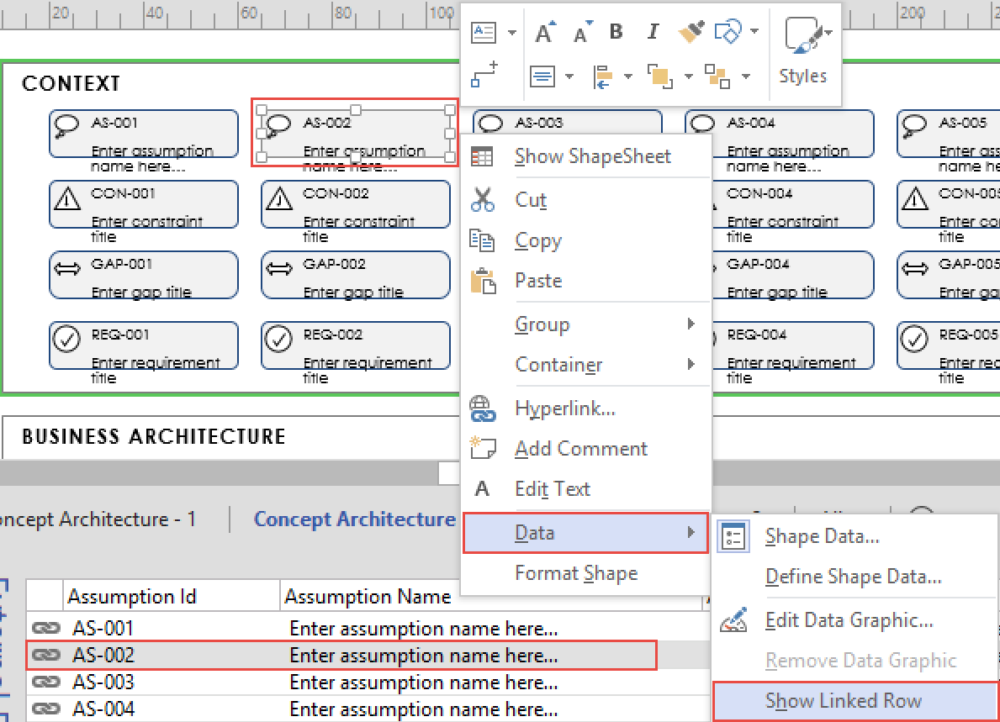 20 40 60 80 100 200
A A B I
Styles
CONTEXT
AS-001 AS-002 AS-003 AS-004 AS-005
Enter assumption Enter assumption Enter assumption Enter ass
name here... name here... name here... name he
CON-001 CON-002 CON-004 CON-005
Enter constraint Enter constraint Enter constraint Enter co
title title title title
GAP-001 GAP-002 GAP-004 GAP-005
Enter gap title Enter gap title Enter gap title Enter ga
REQ-001 REQ-002 REQ-004 REQ-005
Enter requirement Enter requirement Enter requirement Enter rec
title title title title
BUSINESS ARCHITECTURE
Show ShapeSheet
Cut
Copy
Paste
Group
Container
Hyperlink...
Add Comment
A Edit Text
Data
Format Shape
Shape Data...
Define Shape Data...
Edit Data Graphic...
Remove Data Graphic
Show Linked Row
oncept Architecture - 1 Concept Architecture
Assumption Id Assumption Name
AS-001 Enter assumption name here...
AS-002 Enter assumption name here...
AS-003 Enter assumption name here...
AS-004 Enter assumption name here...